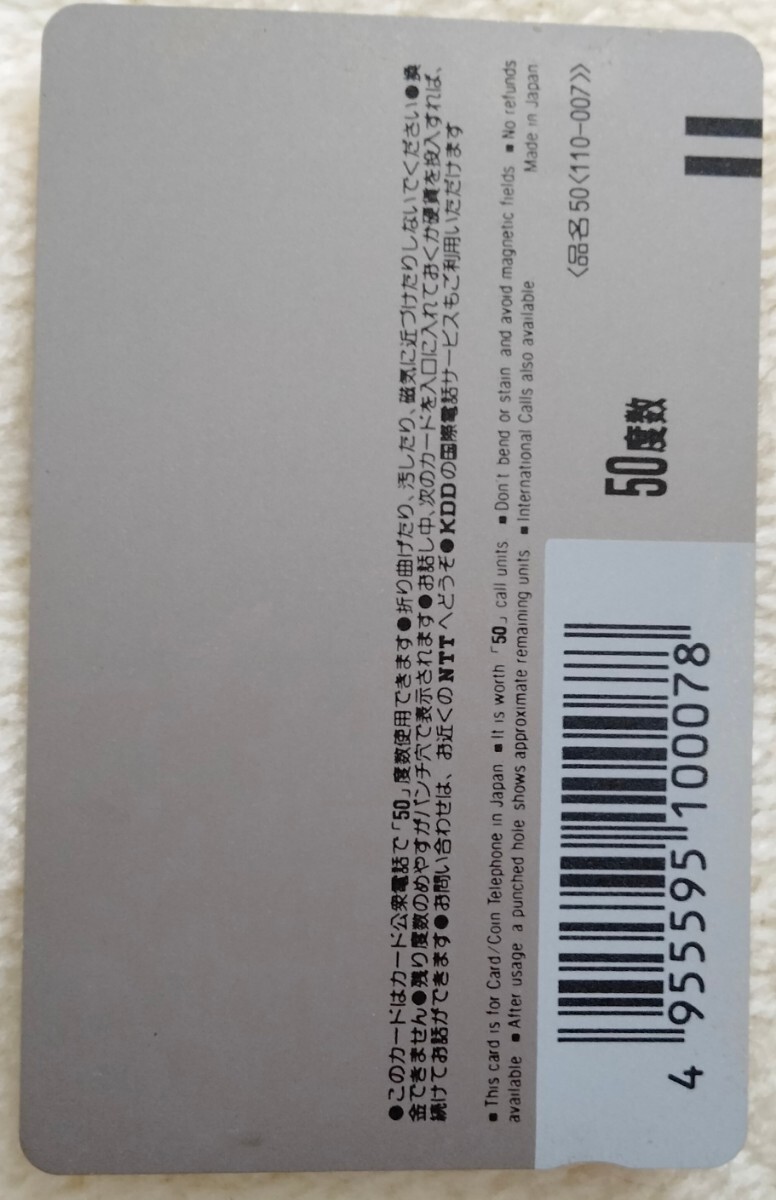 ●このカードはカード公衆電話で「50」度数使用できます●折り曲げたり、汚したり、磁気に近づけたりしないでください●換
金できません●残り度数のめやすがパンチ穴で表示されます●お話し中、次のカードを入口に入れておくか硬貨を投入すれば、
続けてお話ができます●お問い合わせは、お近くのNTTへどうぞ●KDDの国際電話サービスもご利用いただけます
■This card is for Card/Coin Telephone in Japan ■It is worth「50」call units ■Don't bend or stain and avoid magnetic fields ■No refunds
available ■After usage a punched hole shows approximate remaining units ■International Calls also available Made in Japan
〈品名50〈110-007〉〉
50度数
4 955595 100078